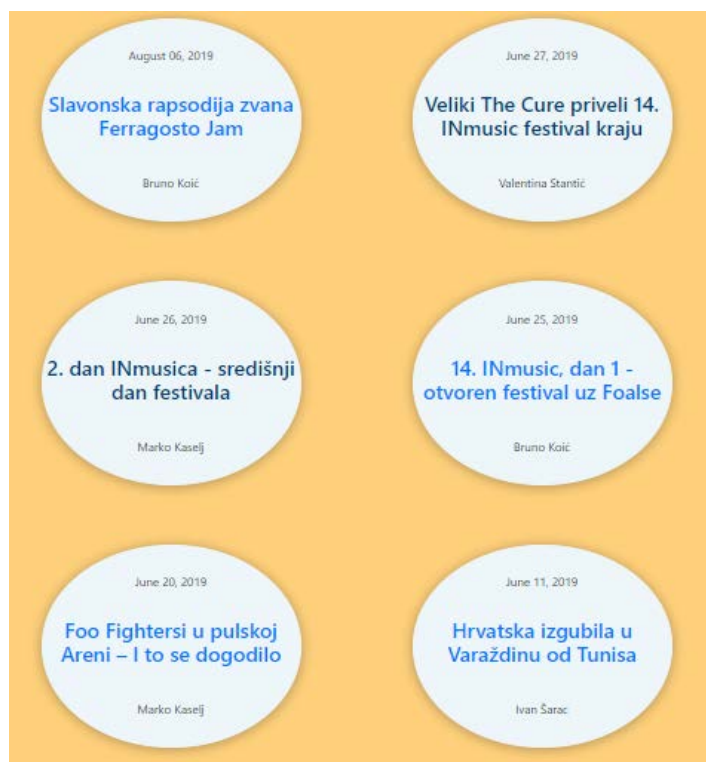 August 06, 2019
Slavonska rapsodija zvana
Ferragosto Jam
Bruno Koić
June 27, 2019
Veliki The Cure priveli 14.
INmusic festival kraju
Valentina Stantić
June 26, 2019
2. dan INmusica - središnji
dan festivala
Marko Kaselj
June 25, 2019
14. INmusic, dan 1 -
otvoren festival uz Foalse
Bruno Koić
June 20, 2019
Foo Fightersi u pulskoj
Areni – I to se dogodilo
Marko Kaselj
June 11, 2019
Hrvatska izgubila u
Varaždinu od Tunisa
Ivan Šarac